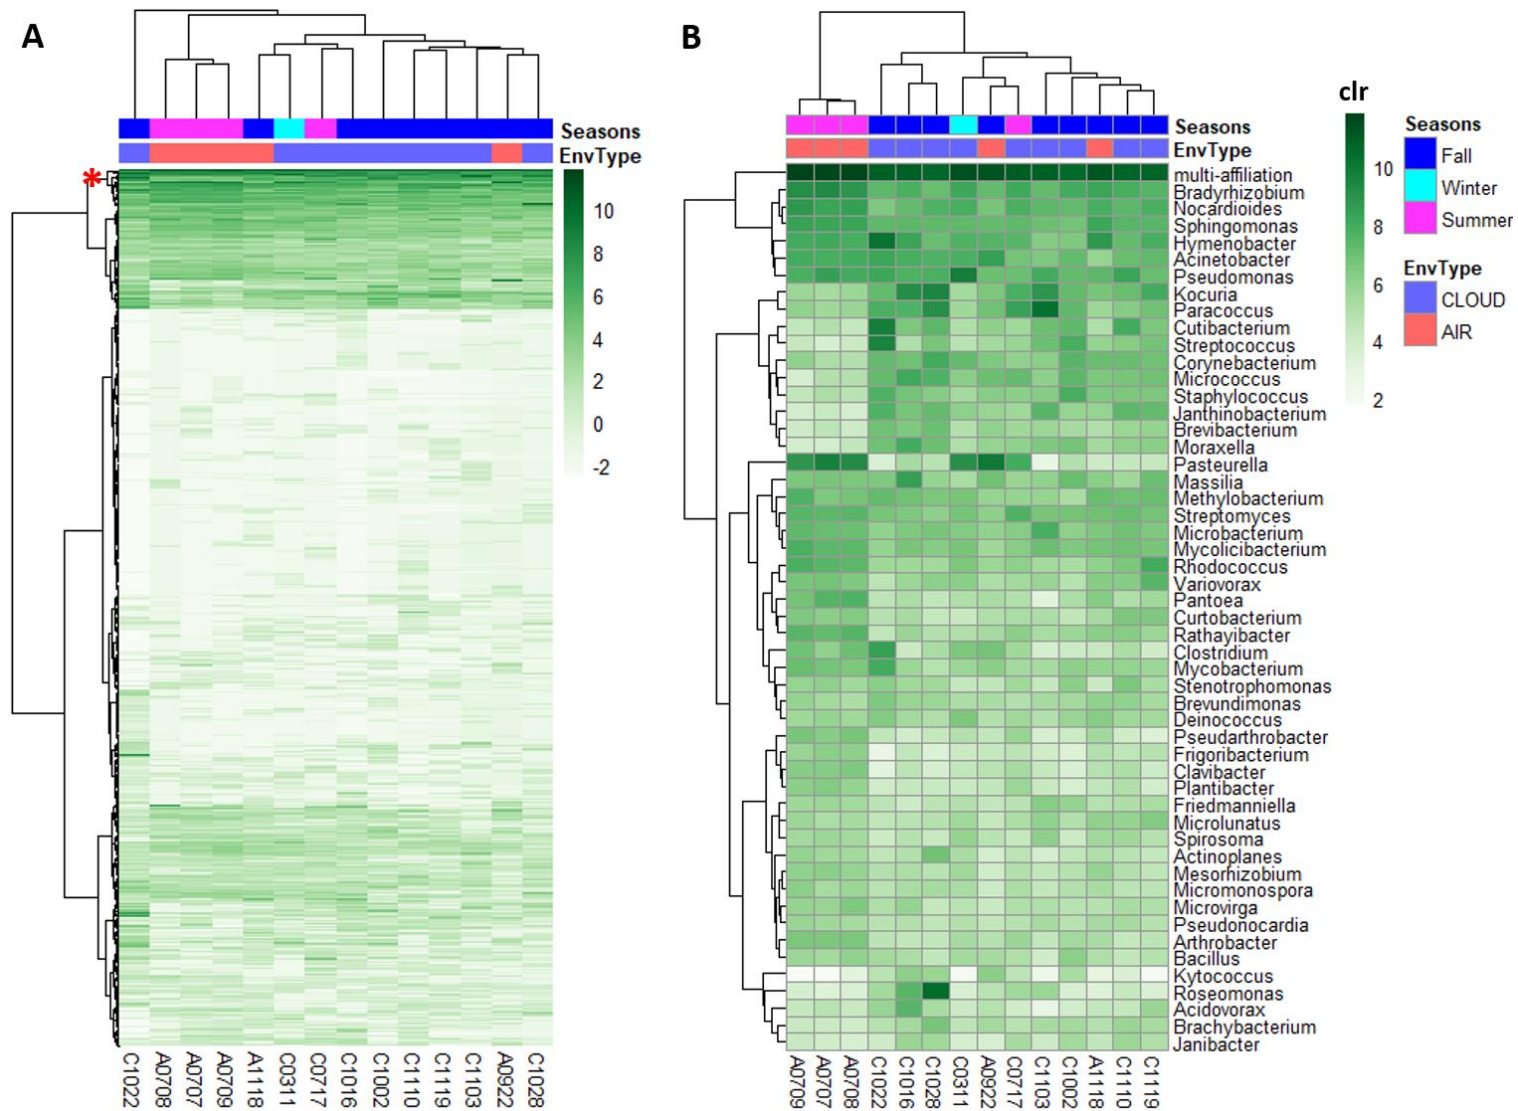 A
B
Seasons
EnvType
*
10
8
6
4
2
0
-2
C1022
A0708
A0707
A0709
A1118
C0311
C0717
C1016
C1002
C1110
C1119
C1103
A0922
C1028
Seasons
EnvType
multi-affiliation
Bradyrhizobium
Nocardioides
Sphingomonas
Hymenobacter
Acinetobacter
Pseudomonas
Kocuria
Paracoccus
Cutibacterium
Streptococcus
Corynebacterium
Micrococcus
Staphylococcus
Janthinobacterium
Brevibacterium
Moraxella
Pasteurella
Massilia
Methylobacterium
Streptomyces
Microbacterium
Mycolicibacterium
Rhodococcus
Variovorax
Pantoea
Curtobacterium
Rathayibacter
Clostridium
Mycobacterium
Stenotrophomonas
Brevundimonas
Deinococcus
Pseudarthrobacter
Frigoribacterium
Clavibacter
Plantibacter
Friedmanniella
Microlunatus
Spirosoma
Actinoplanes
Mesorhizobium
Micromonospora
Microvirga
Pseudonocardia
Arthrobacter
Bacillus
Kytococcus
Roseomonas
Acidovorax
Brachybacterium
Janibacter
A0709
A0707
A0708
C1022
C1016
C1028
C0311
A0922
C0717
C1103
C1002
A1118
C1110
C1119
clr
10
8
6
4
2
Seasons
Fall
Winter
Summer
EnvType
CLOUD
AIR